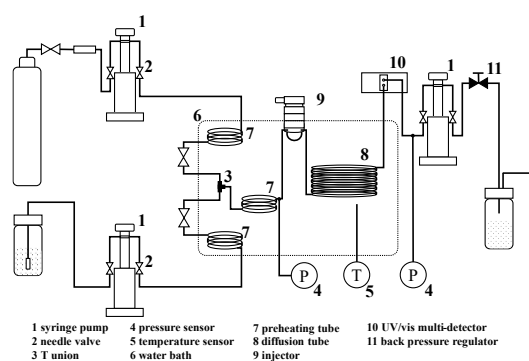 1
2
10
1
11
6
7
9
8
3
7
1
2
7
P
4
T
5
P
4
1 syringe pump 4 pressure sensor 7 preheating tube 10 UV/vis multi-detector
2 needle valve 5 temperature sensor 8 diffusion tube 11 back pressure regulator
3 T union 6 water bath 9 injector